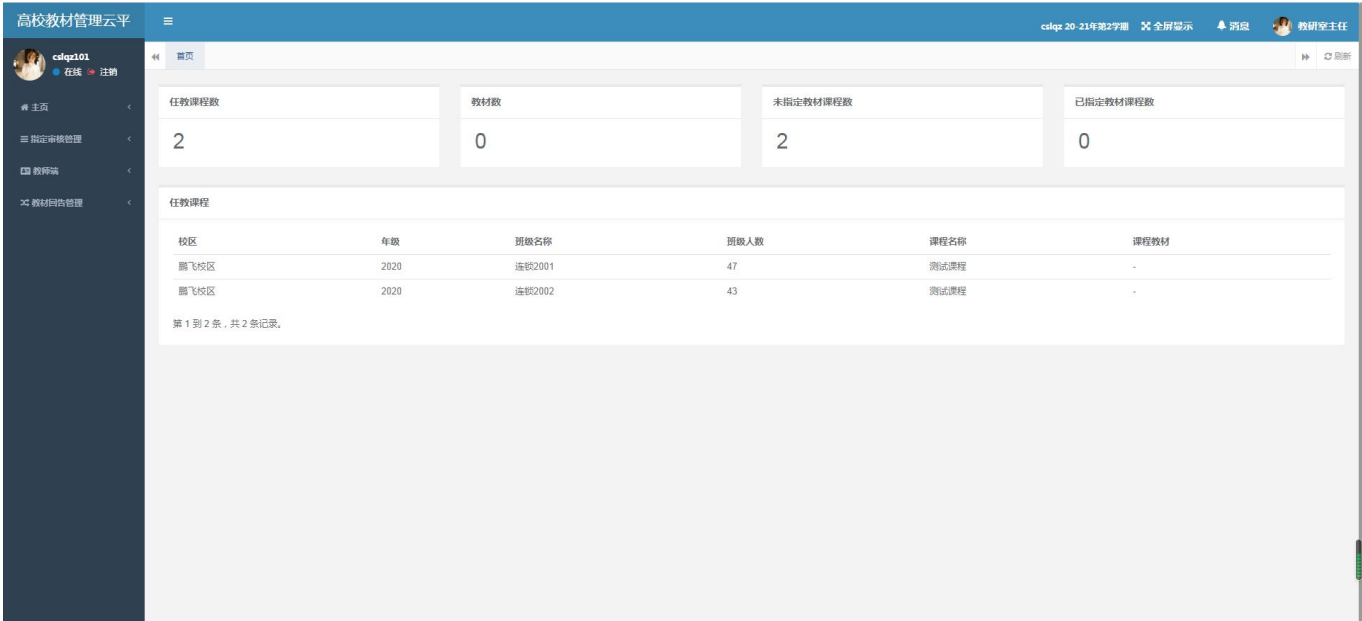 高校教材管理云平
cslqz 20-21年第2学期 全屏显示 消息 教研室主任
cslqz101
在线 注销
首页 刷新
主页
指定审核管理
教师端
教材回告管理
任教课程数 教材数 未指定教材课程数 已指定教材课程数
2 0 2 0
任教课程
校区 年级 班级名称 班级人数 课程名称 课程教材
鹏飞校区 2020 连锁2001 47 测试课程 -
鹏飞校区 2020 连锁2002 43 测试课程 -
第 1 到 2 条，共 2 条记录。